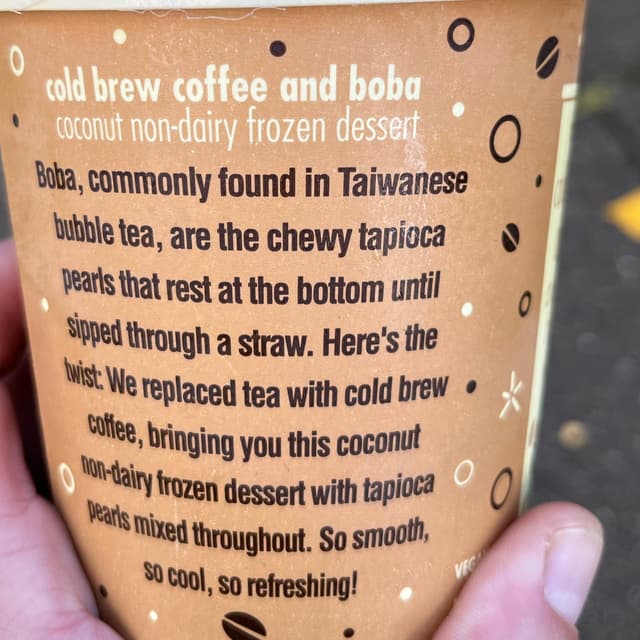 cold brew coffee and boba
coconut non-dairy frozen dessert
Boba, commonly found in Taiwanese
bubble tea, are the chewy tapioca
pearls that rest at the bottom until
sipped through a straw. Here's the
twist: We replaced tea with cold brew
coffee, bringing you this coconut
non-dairy frozen dessert with tapioca
pearls mixed throughout. So smooth,
so cool, so refreshing!